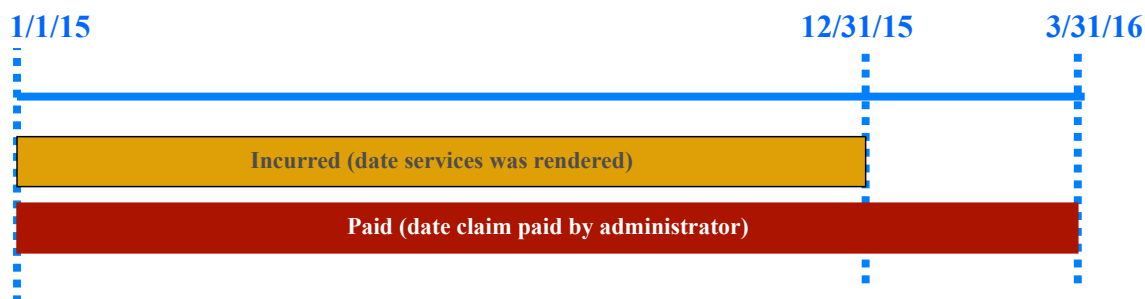 1/1/15 12/31/15 3/31/16
Incurred (date services was rendered)
Paid (date claim paid by administrator)